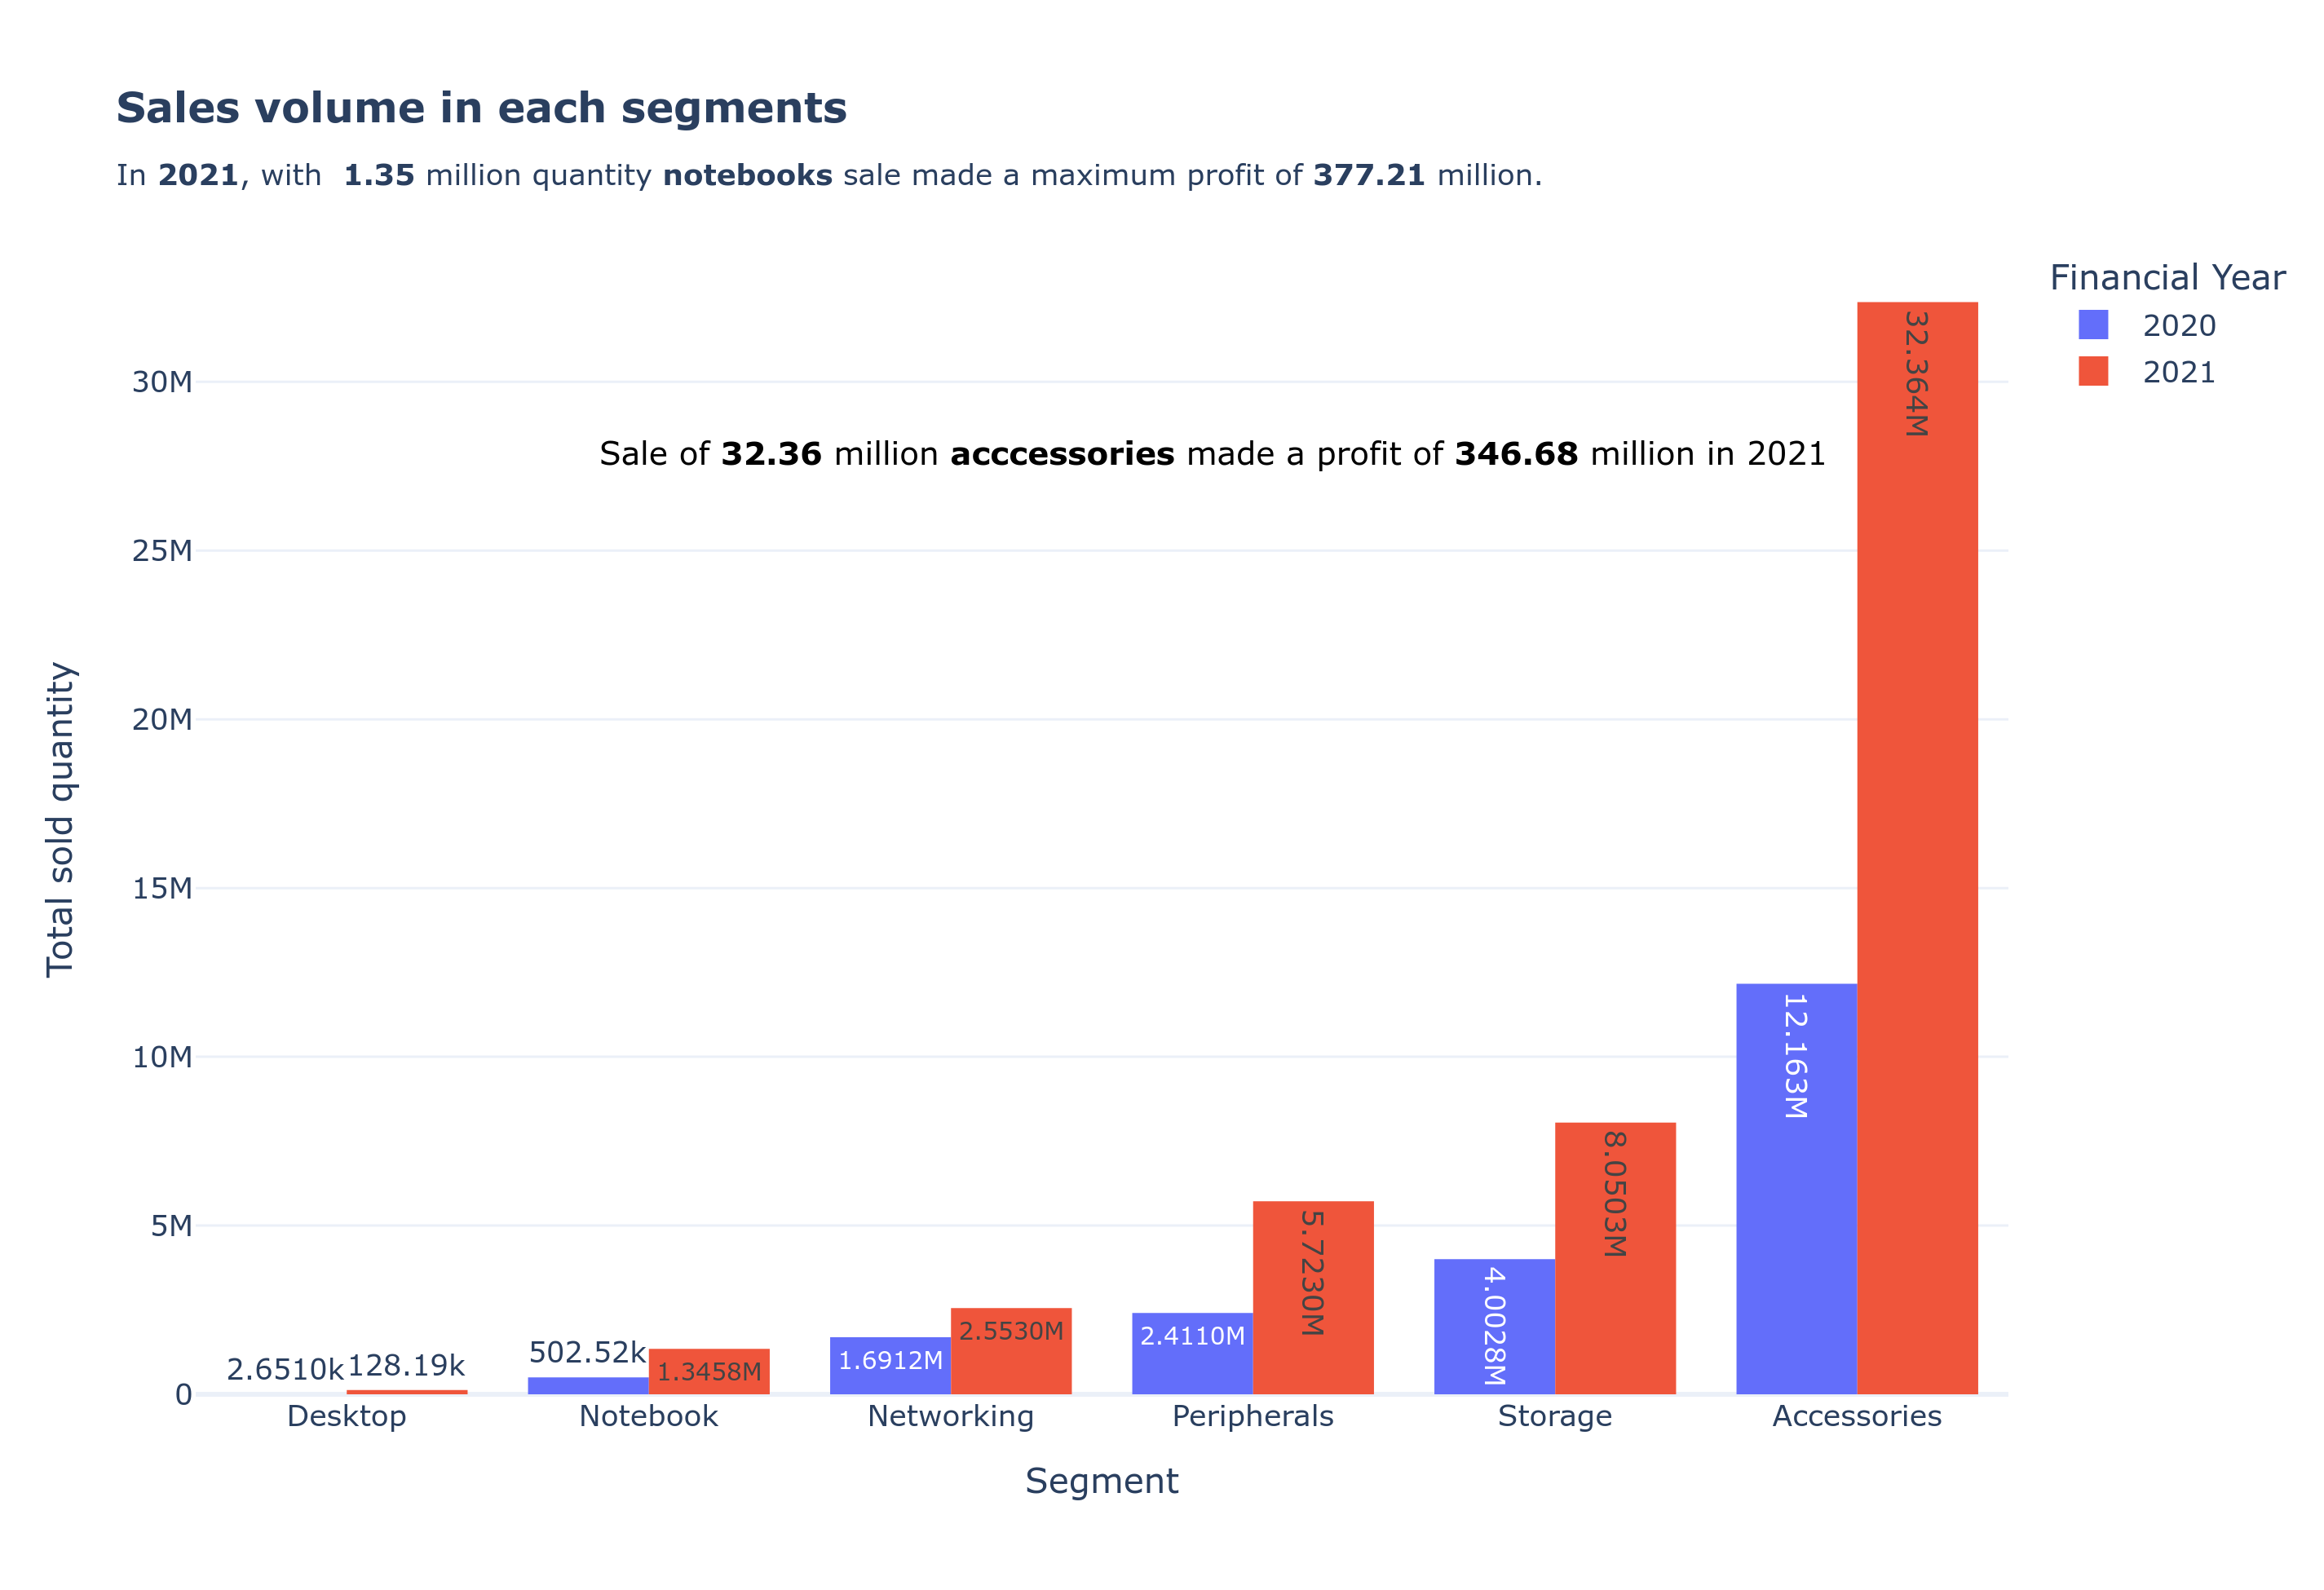 Sales volume in each segments
In 2021, with  1.35 million quantity notebooks sale made a maximum profit of 377.21 million.
Financial Year
2020
2021
Sale of 32.36 million acccessories made a profit of 346.68 million in 2021
Total sold quantity
30M
25M
20M
15M
10M
5M
0
2.6510k
128.19k
502.52k
1.3458M
1.6912M
2.5530M
2.4110M
5.7230M
4.0028M
8.0503M
12.163M
32.364M
Desktop
Notebook
Networking
Peripherals
Storage
Accessories
Segment